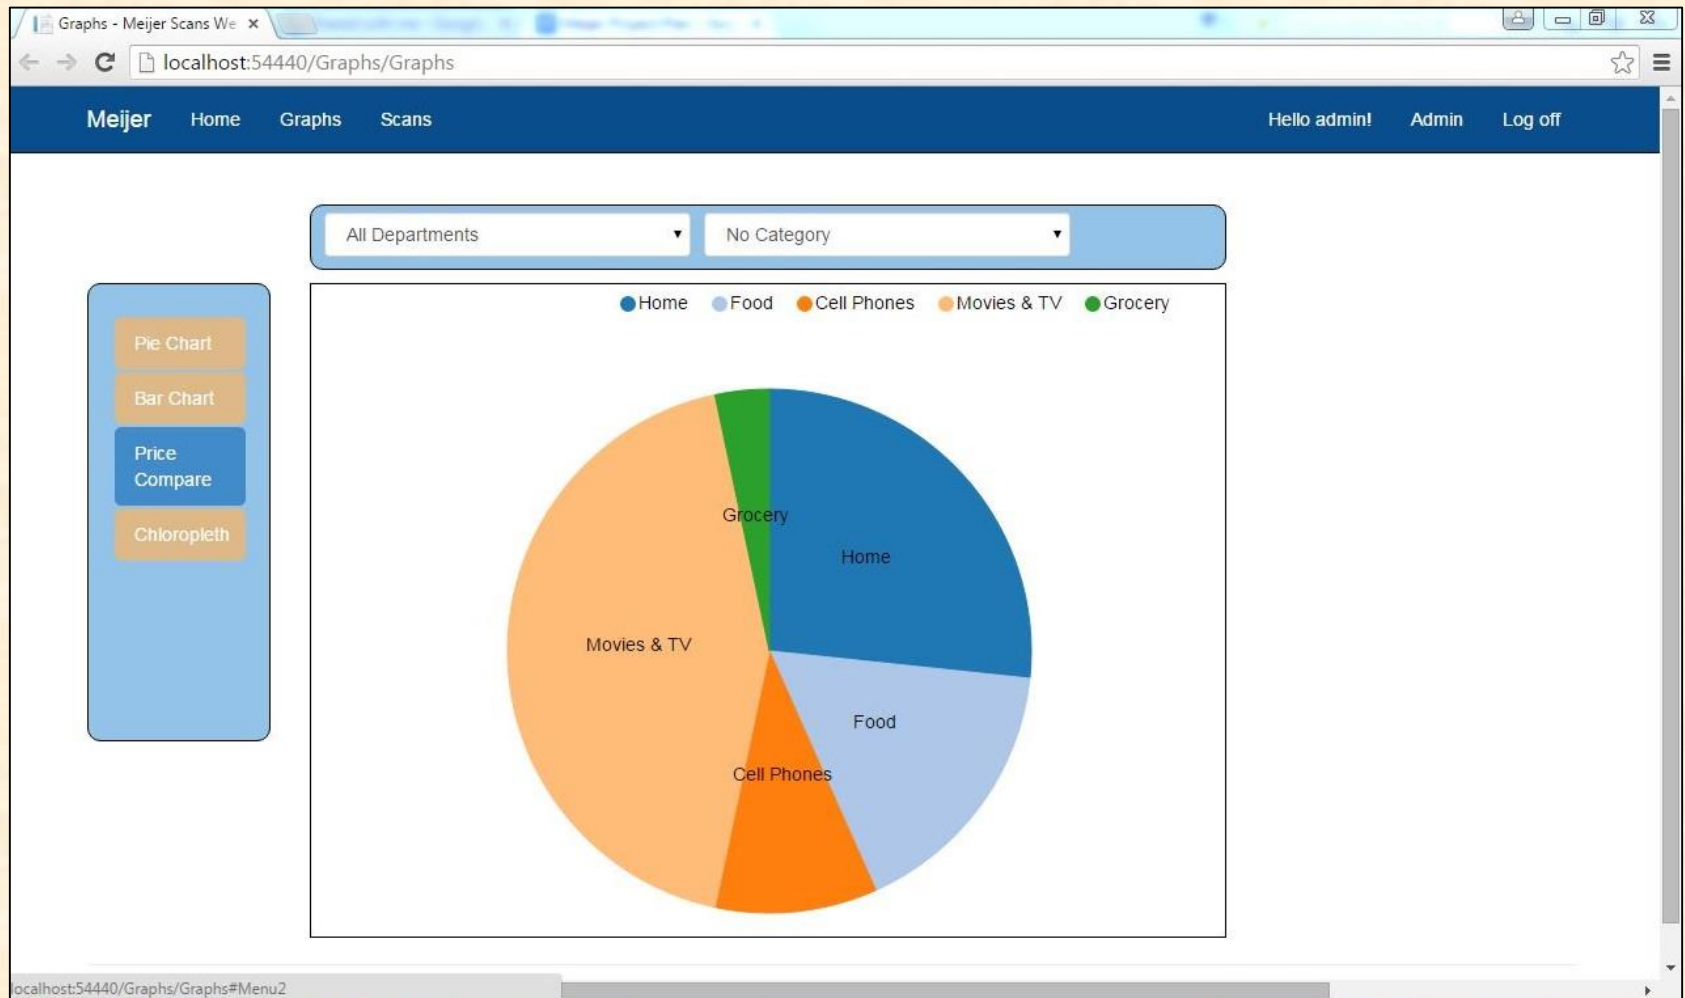 Graphs - Meijer Scans We
localhost:54440/Graphs/Graphs
Meijer Home Graphs Scans Hello admin! Admin Log off
All Departments No Category
Home Food Cell Phones Movies & TV Grocery
Pie Chart
Bar Chart
Price
Compare
Chloropleth
Grocery
Home
Movies & TV
Food
Cell Phones
localhost:54440/Graphs/Graphs#Menu2